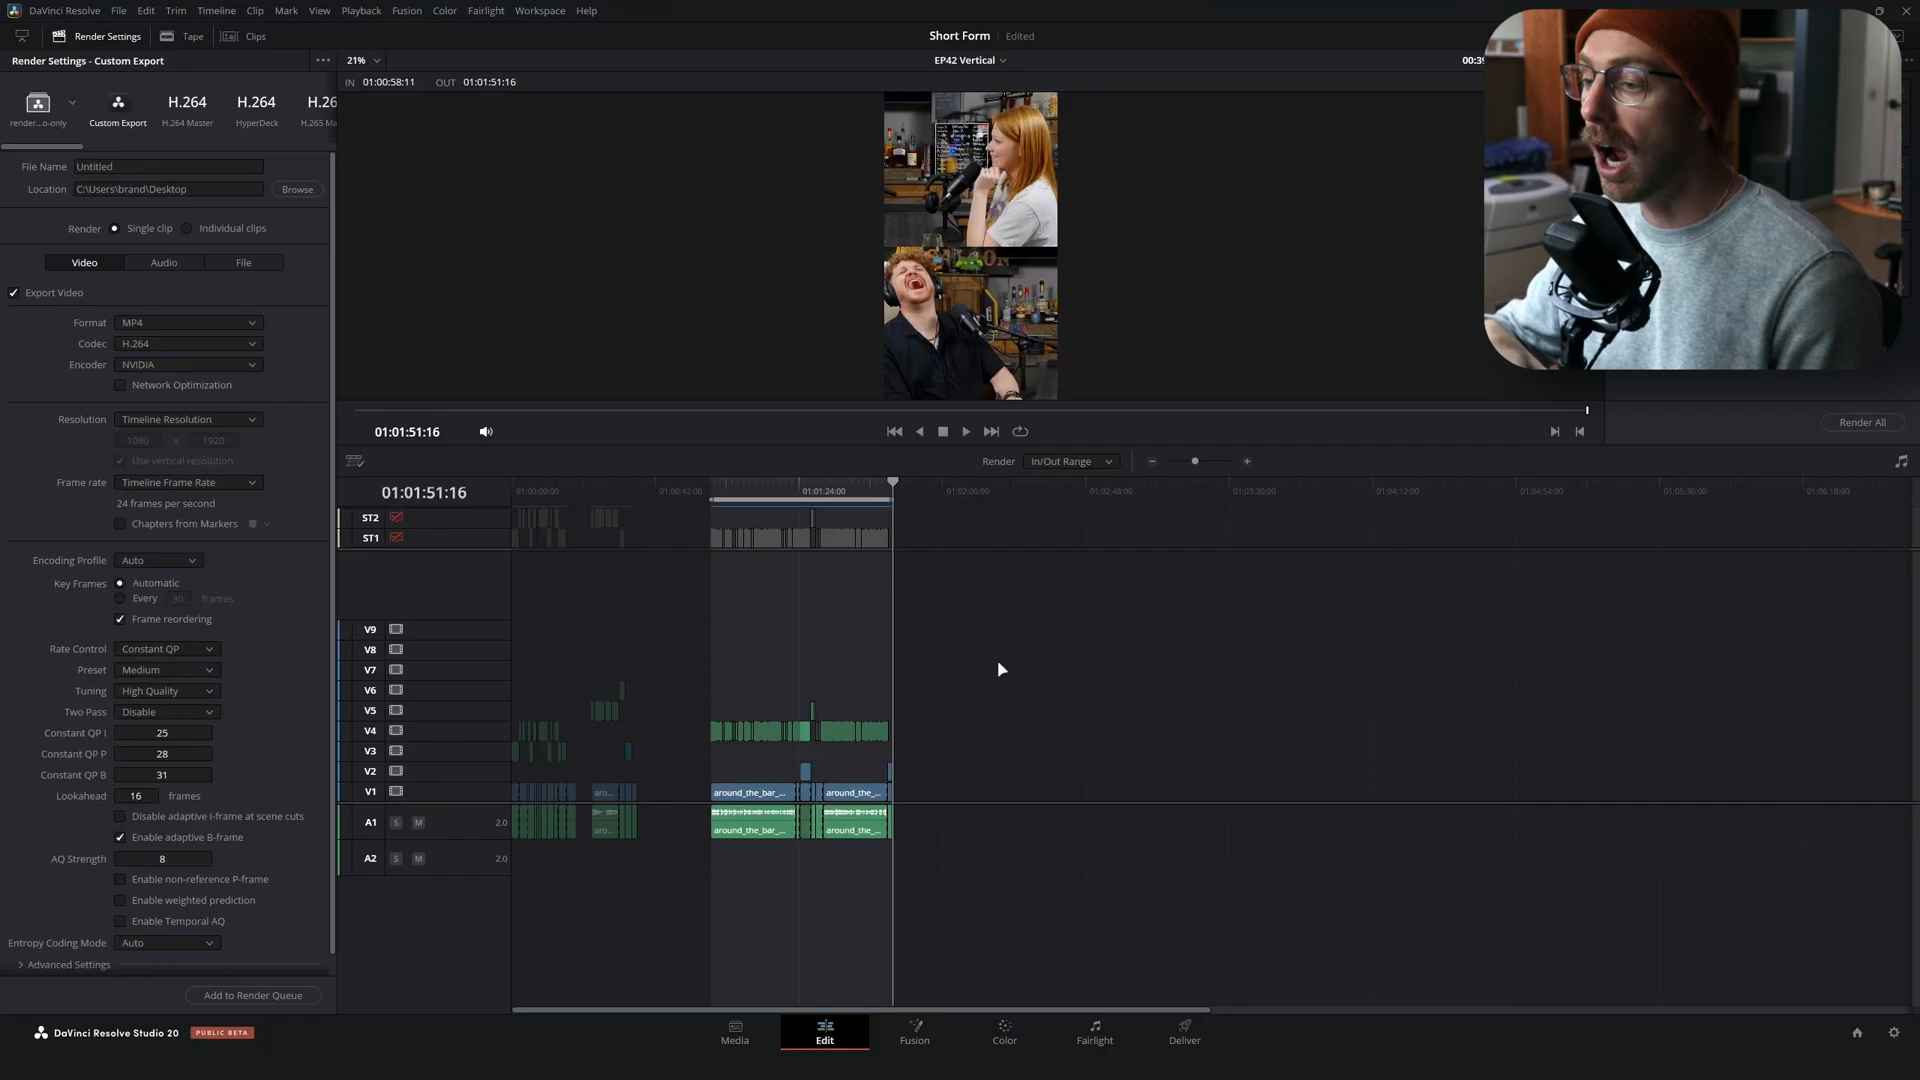 DaVinci Resolve File Edit Trim Timeline Clip Mark View Playback Fusion Color Fairlight Workspace Help
Render Settings Tape Clips Short Form Edited
Render Settings - Custom Export ••• 21% EP42 Vertical
IN 01:00:58:11 OUT 01:01:51:16
H.264 H.264
render...o-only Custom Export H.264 Master HyperDeck
File Name Untitled
Location C:\Users\brand\Desktop Browse
Render Single clip Individual clips
Video Audio File
Export Video
Format MP4
Codec H.264
Encoder NVIDIA
Network Optimization
Resolution Timeline Resolution
1080 x 1920
Use vertical resolution
Frame rate Timeline Frame Rate
24 frames per second
Chapters from Markers
Encoding Profile Auto
Key Frames Automatic
Every 30 frames
Frame reordering
Rate Control Constant QP
Preset Medium
Tuning High Quality
Two Pass Disable
Constant QP I 25
Constant QP P 28
Constant QP B 31
Lookahead 16 frames
Disable adaptive I-frame at scene cuts
Enable adaptive B-frame
AQ Strength 8
Enable non-reference P-frame
Enable weighted prediction
Enable Temporal AQ
Entropy Coding Mode Auto
Advanced Settings
Add to Render Queue
01:01:51:16
Render All
Render In/Out Range
01:01:51:16
01:00:00:00 01:00:42:00 01:01:24:00 01:02:06:00 01:02:48:00 01:03:30:00 01:04:12:00 01:04:54:00 01:05:36:00 01:06:18:00
ST2
ST1
V9
V8
V7
V6
V5
V4
V3
V2
V1 aro... around_the_bar_... around_the_...
A1 S M 2.0 aro... around_the_bar_... around_the_...
A2 S M 2.0
DaVinci Resolve Studio 20 PUBLIC BETA
Media Edit Fusion Color Fairlight Deliver